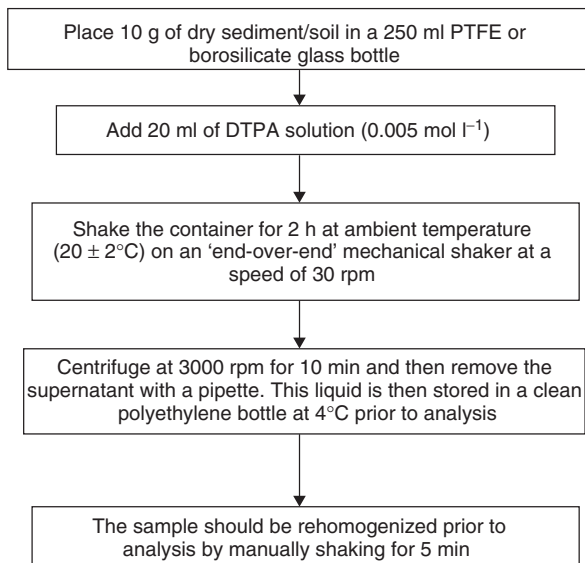 Place 10 g of dry sediment/soil in a 250 ml PTFE or
borosilicate glass bottle
Add 20 ml of DTPA solution (0.005 mol l⁻¹)
Shake the container for 2 h at ambient temperature
(20 ± 2°C) on an ‘end-over-end’ mechanical shaker at a
speed of 30 rpm
Centrifuge at 3000 rpm for 10 min and then remove the
supernatant with a pipette. This liquid is then stored in a clean
polyethylene bottle at 4°C prior to analysis
The sample should be rehomogenized prior to
analysis by manually shaking for 5 min